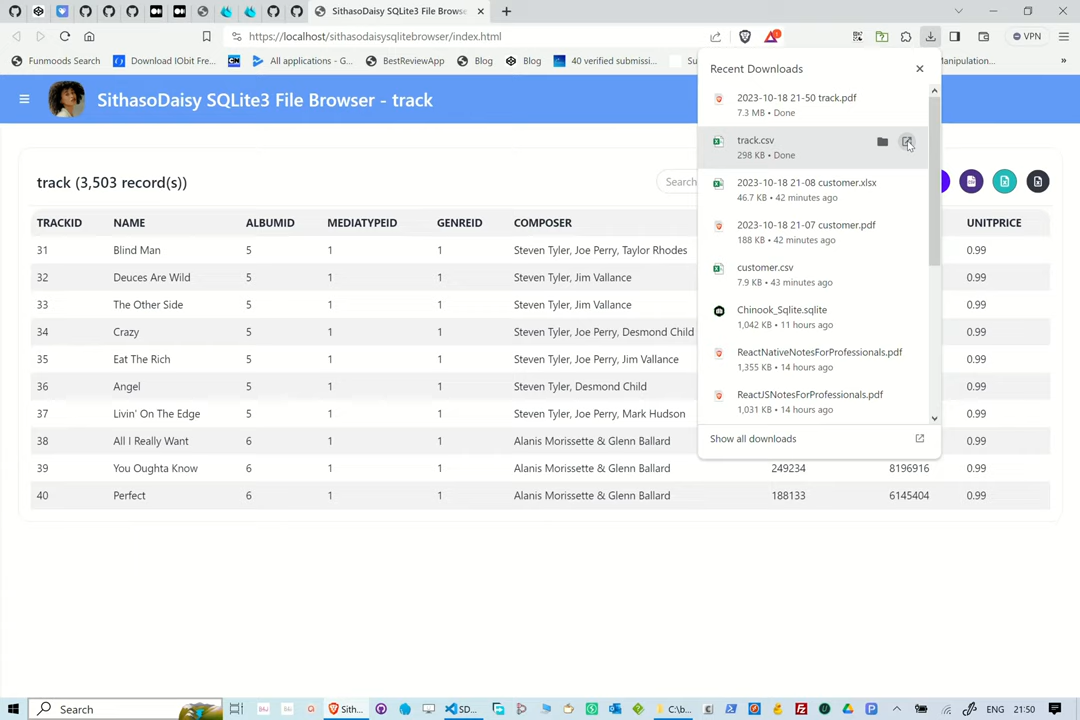 SithasoDaisy SQLite3 File Browse
https://localhost/sithasodaisysqlitebrowser/index.html
VPN
Funmoods Search
Download IObit Fre...
All applications - G...
BestReviewApp
Blog
Blog
40 verified submissi...
Manipulation...
SithasoDaisy SQLite3 File Browser - track
Recent Downloads
2023-10-18 21-50 track.pdf
7.3 MB • Done
track.csv
298 KB • Done
2023-10-18 21-08 customer.xlsx
46.7 KB • 42 minutes ago
2023-10-18 21-07 customer.pdf
188 KB • 42 minutes ago
customer.csv
7.9 KB • 43 minutes ago
Chinook_Sqlite.sqlite
1,042 KB • 11 hours ago
ReactNativeNotesForProfessionals.pdf
1,355 KB • 14 hours ago
ReactJSNotesForProfessionals.pdf
1,031 KB • 14 hours ago
Show all downloads
track (3,503 record(s))
Search
TRACKID NAME ALBUMID MEDIATYPEID GENREID COMPOSER UNITPRICE
31 Blind Man 5 1 1 Steven Tyler, Joe Perry, Taylor Rhodes 0.99
32 Deuces Are Wild 5 1 1 Steven Tyler, Jim Vallance 0.99
33 The Other Side 5 1 1 Steven Tyler, Jim Vallance 0.99
34 Crazy 5 1 1 Steven Tyler, Joe Perry, Desmond Child 0.99
35 Eat The Rich 5 1 1 Steven Tyler, Joe Perry, Jim Vallance 0.99
36 Angel 5 1 1 Steven Tyler, Desmond Child 0.99
37 Livin' On The Edge 5 1 1 Steven Tyler, Joe Perry, Mark Hudson 0.99
38 All I Really Want 6 1 1 Alanis Morissette & Glenn Ballard 0.99
39 You Oughta Know 6 1 1 Alanis Morissette & Glenn Ballard 249234 8196916 0.99
40 Perfect 6 1 1 Alanis Morissette & Glenn Ballard 188133 6145404 0.99
Search
Sith...
SD...
C:\b...
ENG
21:50